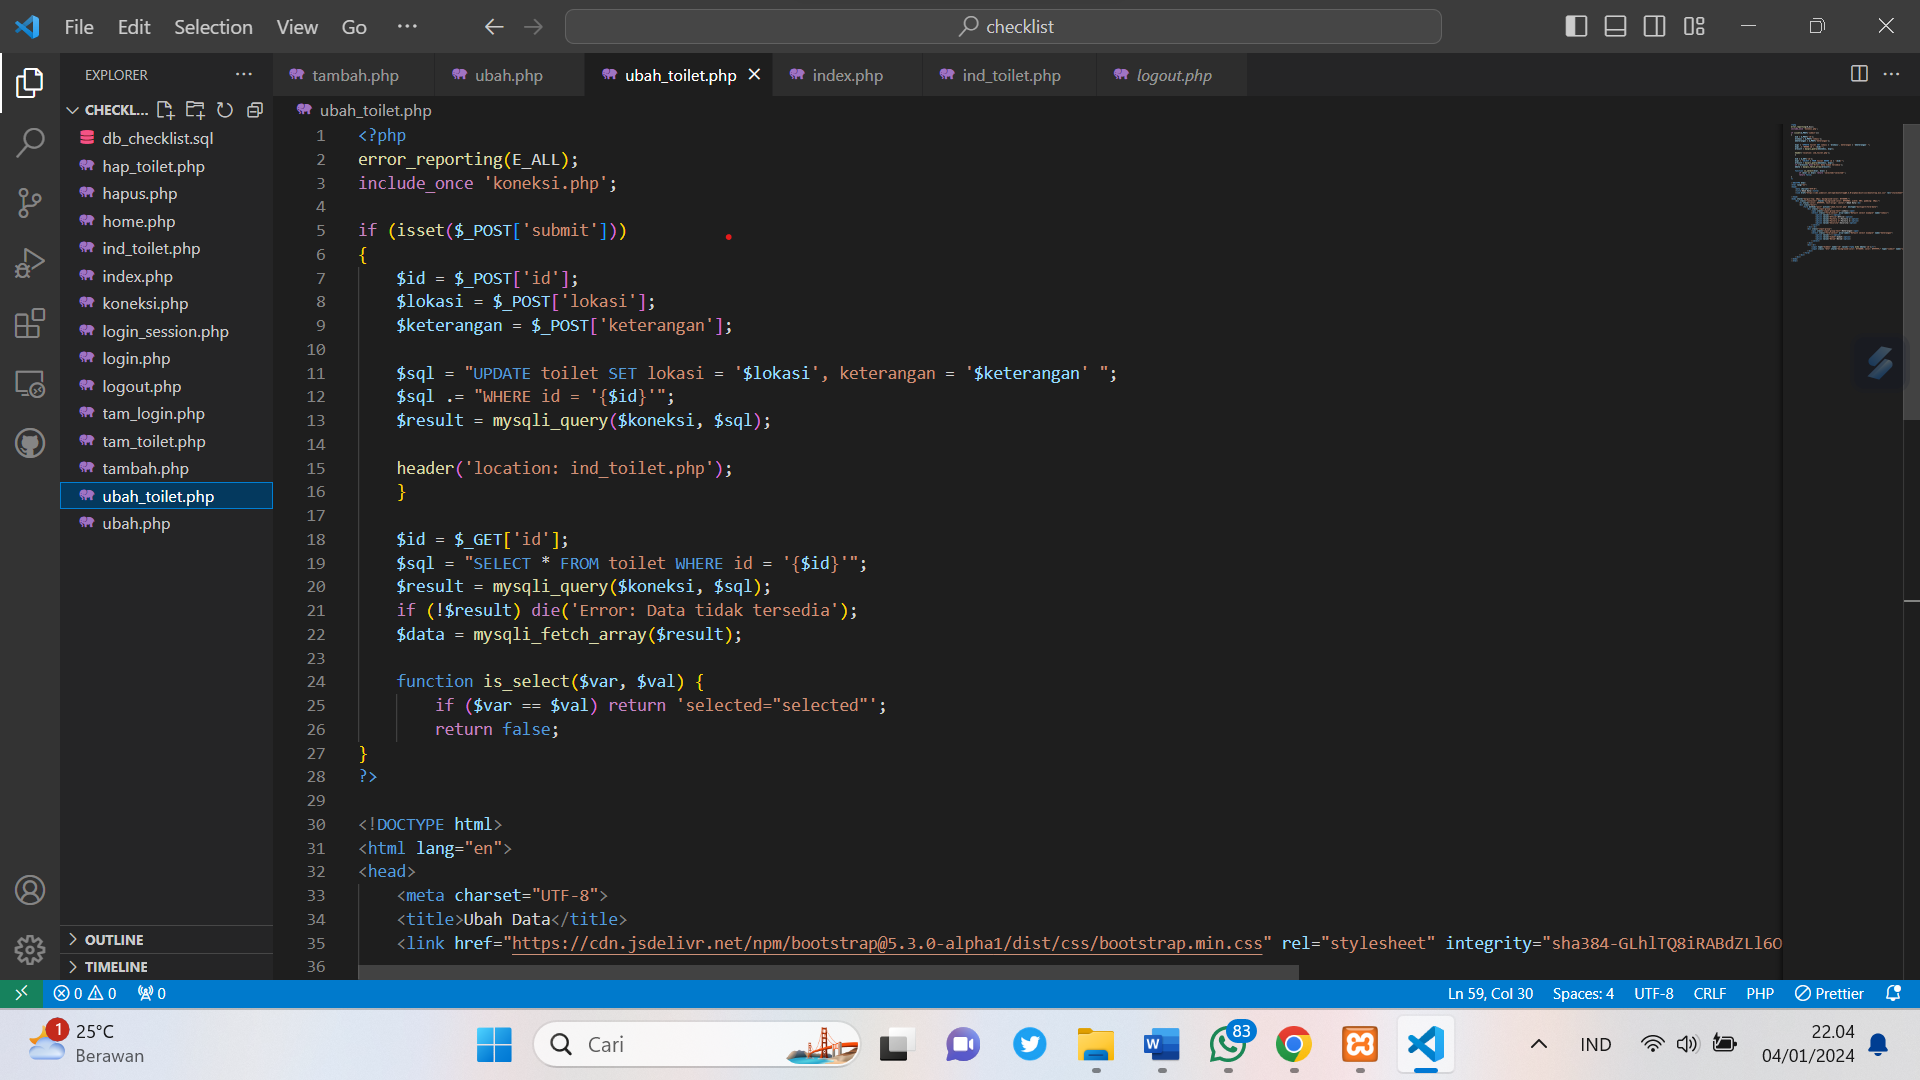 File Edit Selection View Go ··· checklist
EXPLORER ···
CHECKL...
db_checklist.sql
hap_toilet.php
hapus.php
home.php
ind_toilet.php
index.php
koneksi.php
login_session.php
login.php
logout.php
tam_login.php
tam_toilet.php
tambah.php
ubah_toilet.php
ubah.php
OUTLINE
TIMELINE
tambah.php ubah.php ubah_toilet.php index.php ind_toilet.php logout.php ···
ubah_toilet.php
1 <?php
2 error_reporting(E_ALL);
3 include_once 'koneksi.php';
4
5 if (isset($_POST['submit']))
6 {
7 $id = $_POST['id'];
8 $lokasi = $_POST['lokasi'];
9 $keterangan = $_POST['keterangan'];
10
11 $sql = "UPDATE toilet SET lokasi = '$lokasi', keterangan = '$keterangan' ";
12 $sql .= "WHERE id = '{$id}'";
13 $result = mysqli_query($koneksi, $sql);
14
15 header('location: ind_toilet.php');
16 }
17
18 $id = $_GET['id'];
19 $sql = "SELECT * FROM toilet WHERE id = '{$id}'";
20 $result = mysqli_query($koneksi, $sql);
21 if (!$result) die('Error: Data tidak tersedia');
22 $data = mysqli_fetch_array($result);
23
24 function is_select($var, $val) {
25 if ($var == $val) return 'selected="selected"';
26 return false;
27 }
28 ?>
29
30 <!DOCTYPE html>
31 <html lang="en">
32 <head>
33 <meta charset="UTF-8">
34 <title>Ubah Data</title>
35 <link href="https://cdn.jsdelivr.net/npm/bootstrap@5.3.0-alpha1/dist/css/bootstrap.min.css" rel="stylesheet" integrity="sha384-GLhlTQ8iRABdZLl6O
36
0 0 0 Ln 59, Col 30 Spaces: 4 UTF-8 CRLF PHP Prettier
1 25°C
Berawan
Cari
83
IND
22.04
04/01/2024